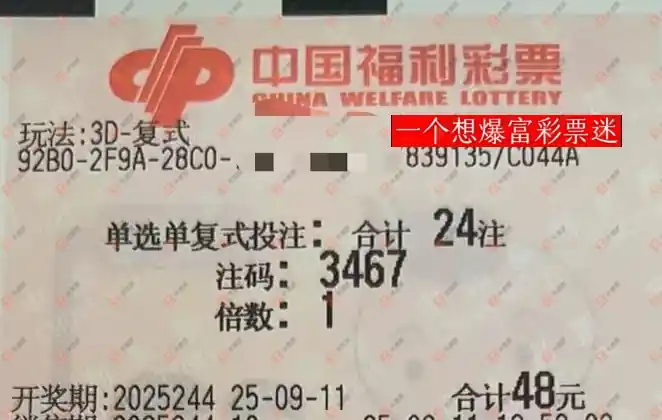 中国福利彩票
CHINA WELFARE LOTTERY
玩法:3D-复式
一个想爆富彩票迷
92B0-2F9A-28C0-. 839135/C044A
单选单复式投注: 合计 24注
注码: 3467
倍数: 1
开奖期:2025244 25-09-11 合计48元